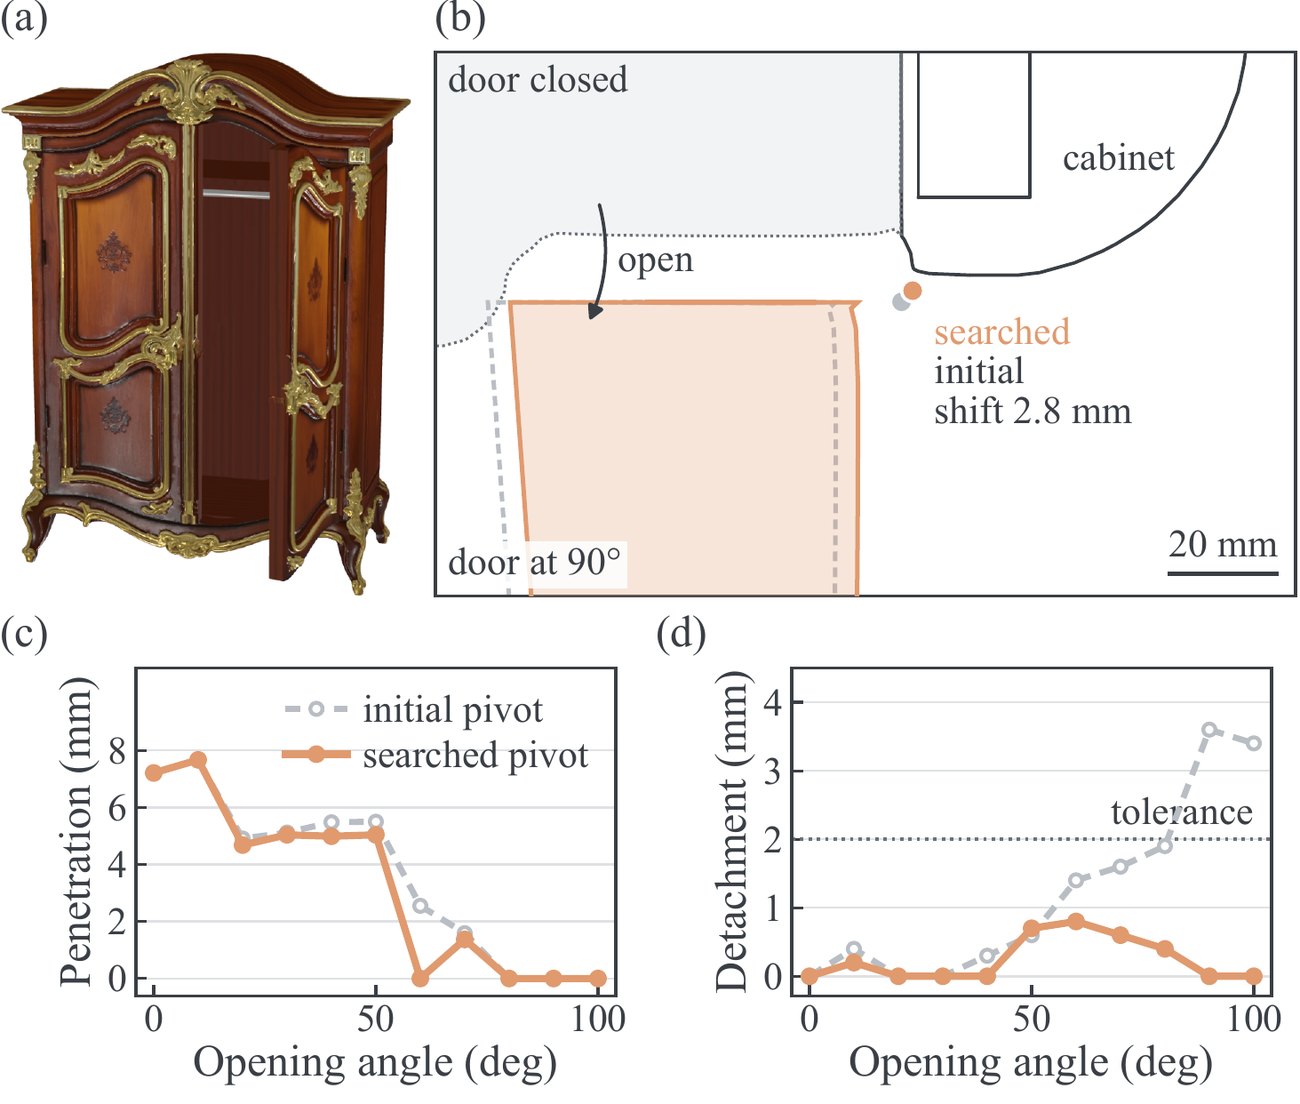 (a)
(b)
door closed
cabinet
open
searched
initial
shift 2.8 mm
20 mm
door at 90°
(c)
Penetration (mm)
8
6
4
2
0
initial pivot
searched pivot
0
50
100
Opening angle (deg)
(d)
Detachment (mm)
4
3
2
1
0
tolerance
0
50
100
Opening angle (deg)